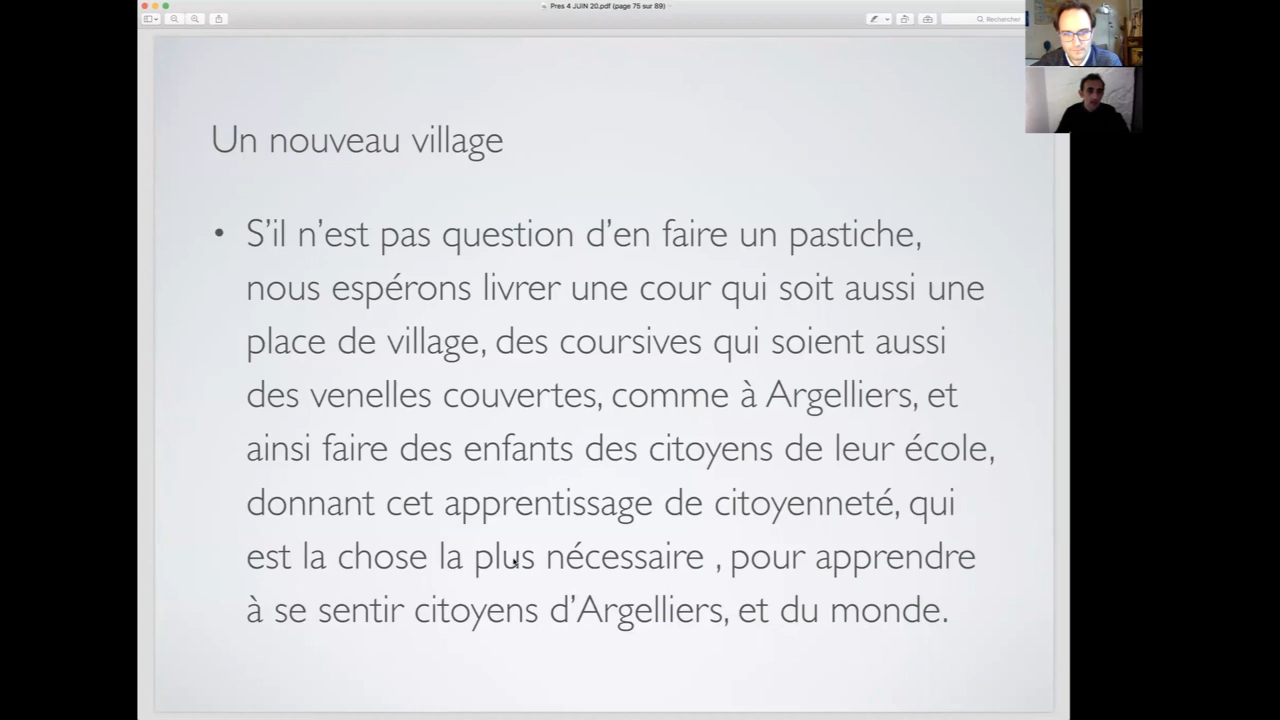 Pres 4 JUIN 20.pdf (page 75 sur 89)
Rechercher
Un nouveau village
• S’il n’est pas question d’en faire un pastiche,
nous espérons livrer une cour qui soit aussi une
place de village, des coursives qui soient aussi
des venelles couvertes, comme à Argelliers, et
ainsi faire des enfants des citoyens de leur école,
donnant cet apprentissage de citoyenneté, qui
est la chose la plus nécessaire , pour apprendre
à se sentir citoyens d’Argelliers, et du monde.